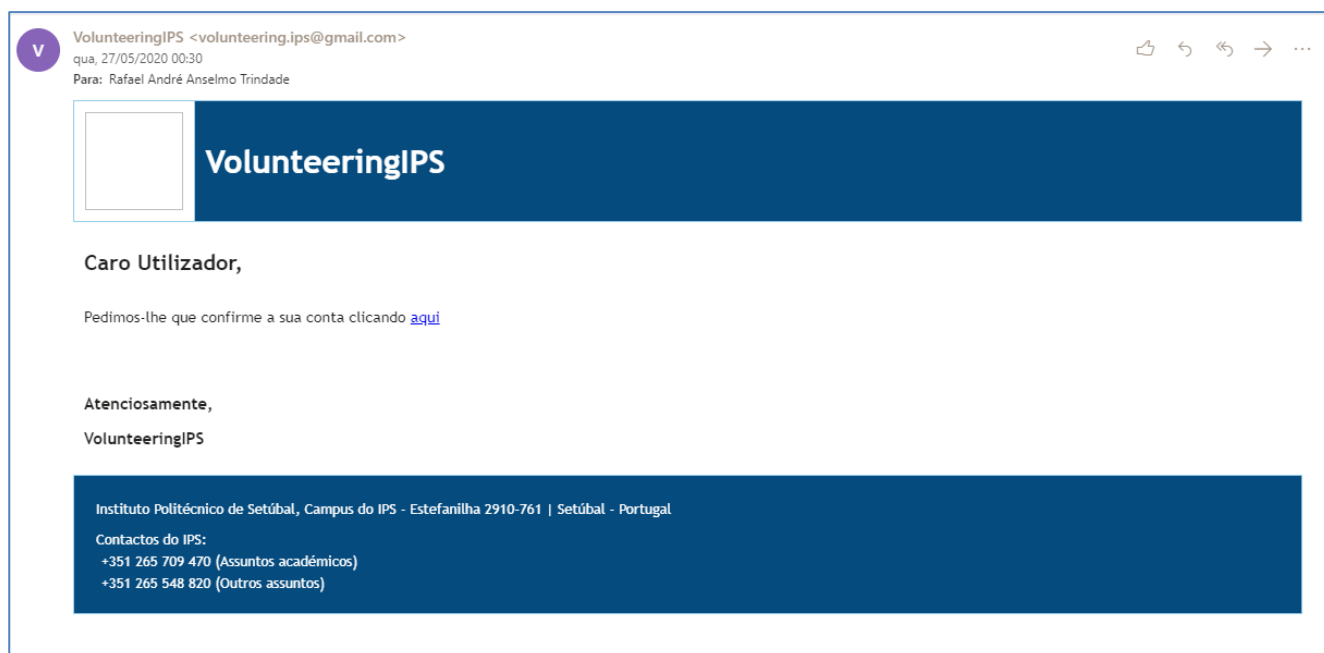 V
VolunteeringIPS <volunteering.ips@gmail.com>
qua, 27/05/2020 00:30
Para: Rafael André Anselmo Trindade
VolunteeringIPS
Caro Utilizador,
Pedimos-lhe que confirme a sua conta clicando aqui
Atenciosamente,
VolunteeringIPS
Instituto Politécnico de Setúbal, Campus do IPS - Estefanilha 2910-761 | Setúbal - Portugal
Contactos do IPS:
+351 265 709 470 (Assuntos académicos)
+351 265 548 820 (Outros assuntos)